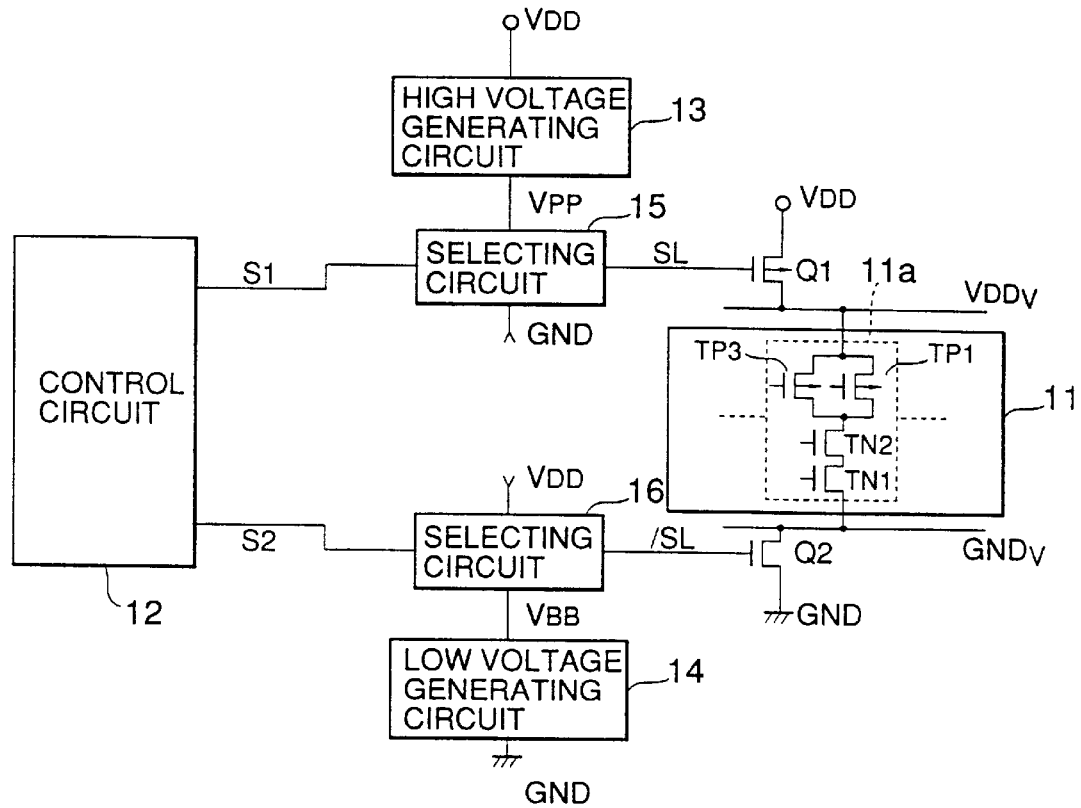 VDD
HIGH VOLTAGE
GENERATING
CIRCUIT
13
VPP
15
VDD
SELECTING
CIRCUIT
S1
SL
Q1
11a
VDDV
GND
TP3
TP1
CONTROL
CIRCUIT
11
TN2
TN1
VDD
16
S2
SELECTING
CIRCUIT
/SL
Q2
GNDV
12
VBB
GND
LOW VOLTAGE
GENERATING
CIRCUIT
14
GND